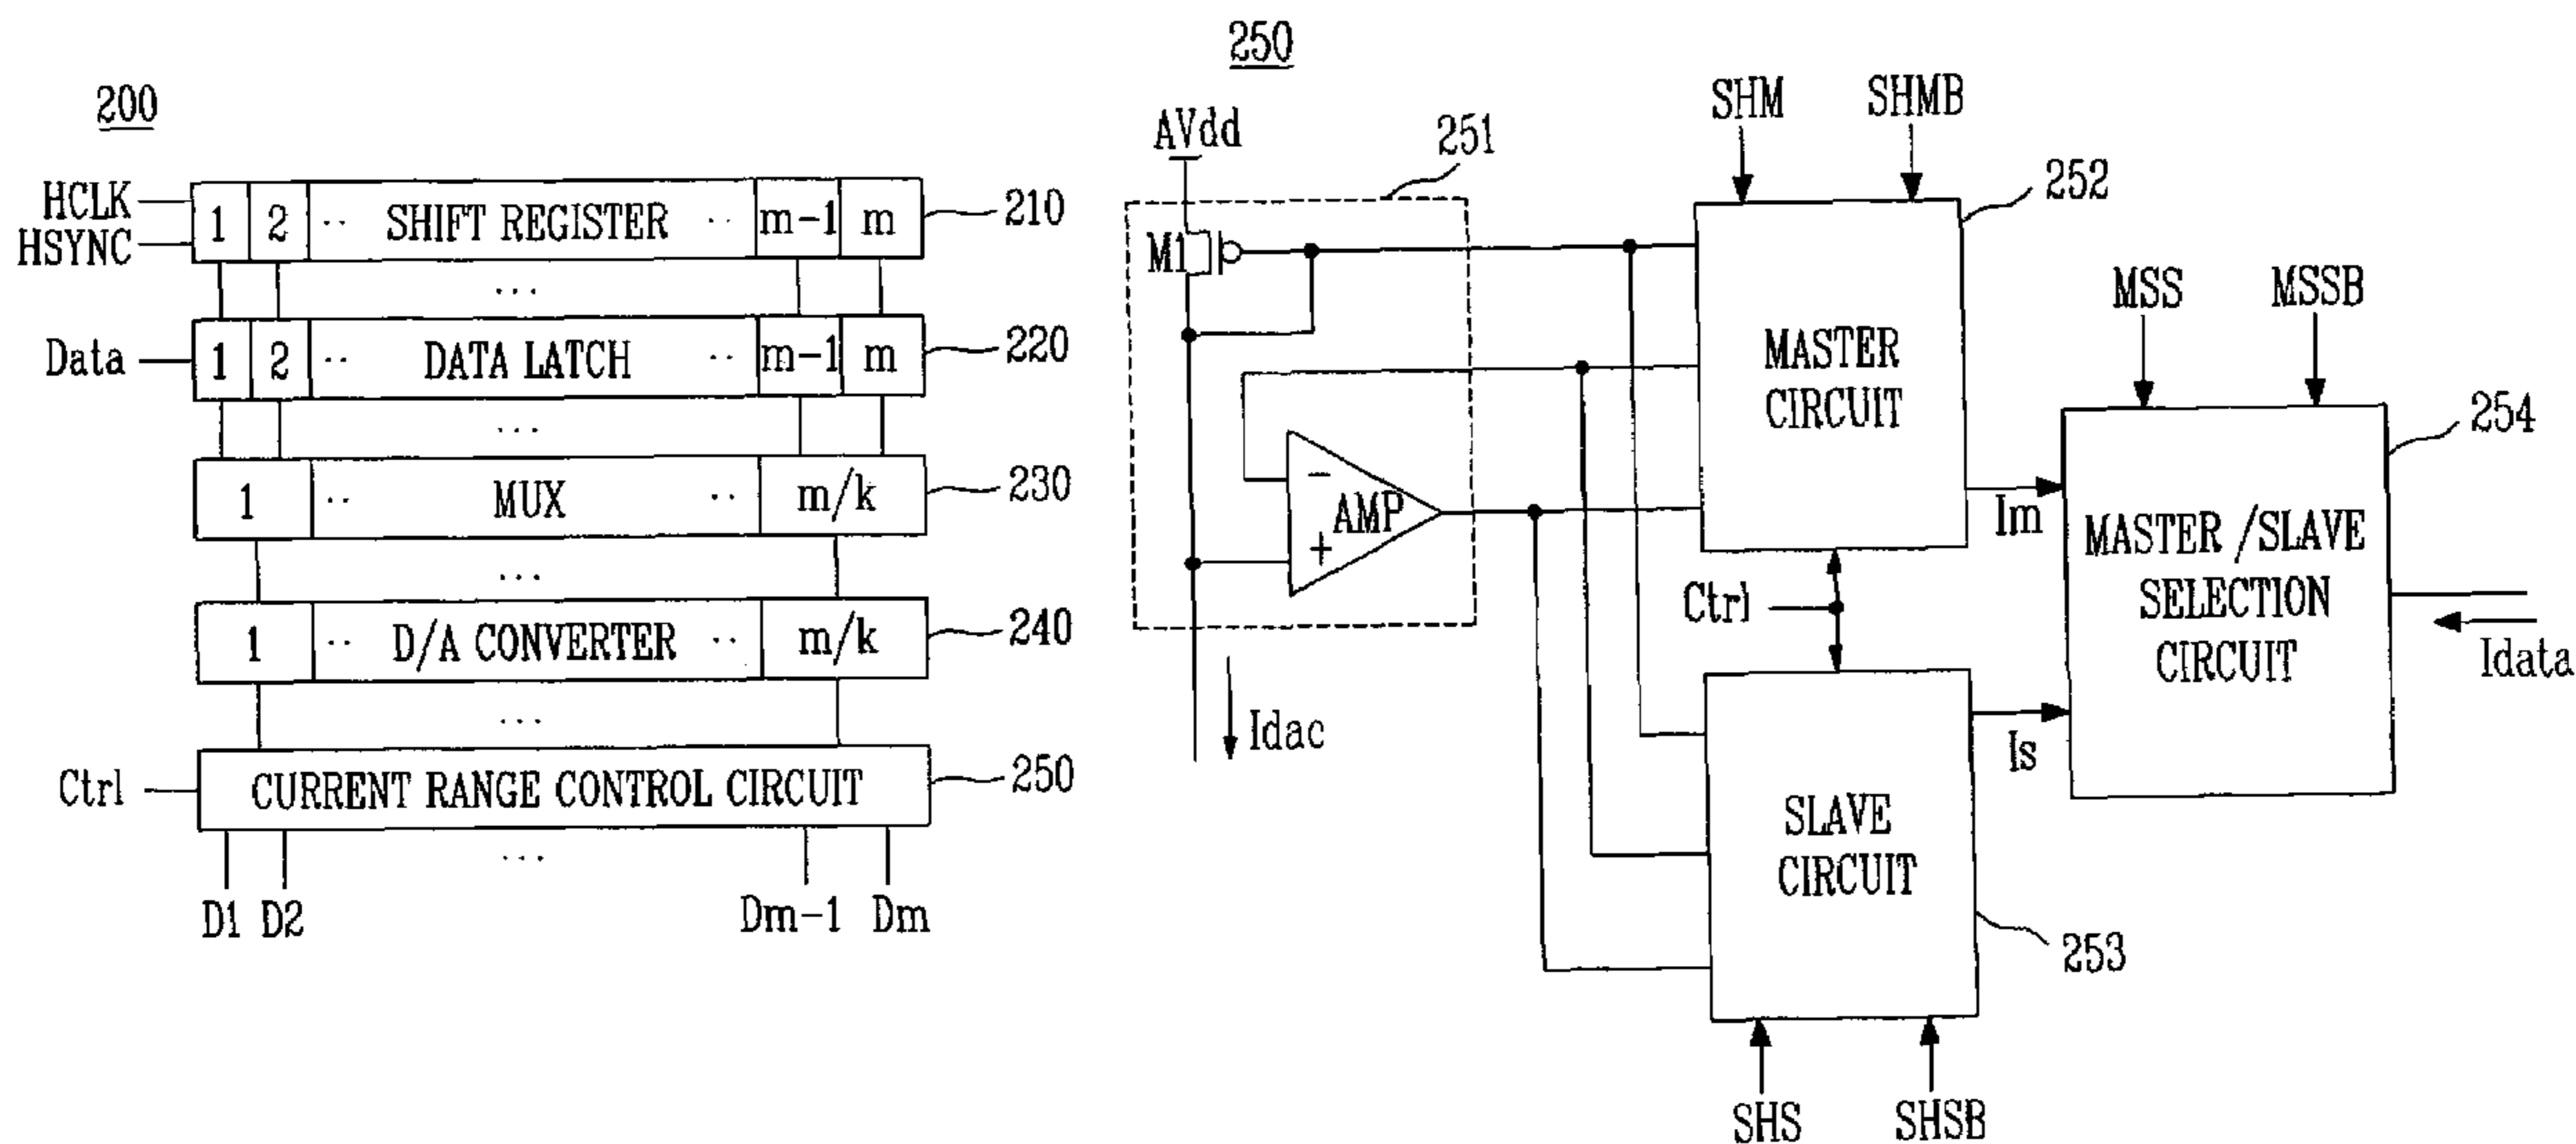 200
HCLK
HSYNC
1 2 ·· SHIFT REGISTER ·· m-1 m
210
...
Data
1 2 ·· DATA LATCH ·· m-1 m
220
...
1 ·· MUX ·· m/k
230
...
1 ·· D/A CONVERTER ·· m/k
240
...
Ctrl
CURRENT RANGE CONTROL CIRCUIT
250
...
D1 D2 Dm-1 Dm
250
AVdd
251
M1
−
AMP
+
Idac
SHM SHMB
252
MASTER
CIRCUIT
Im
Ctrl
SLAVE
CIRCUIT
Is
253
SHS SHSB
MSS MSSB
254
MASTER /SLAVE
SELECTION
CIRCUIT
Idata